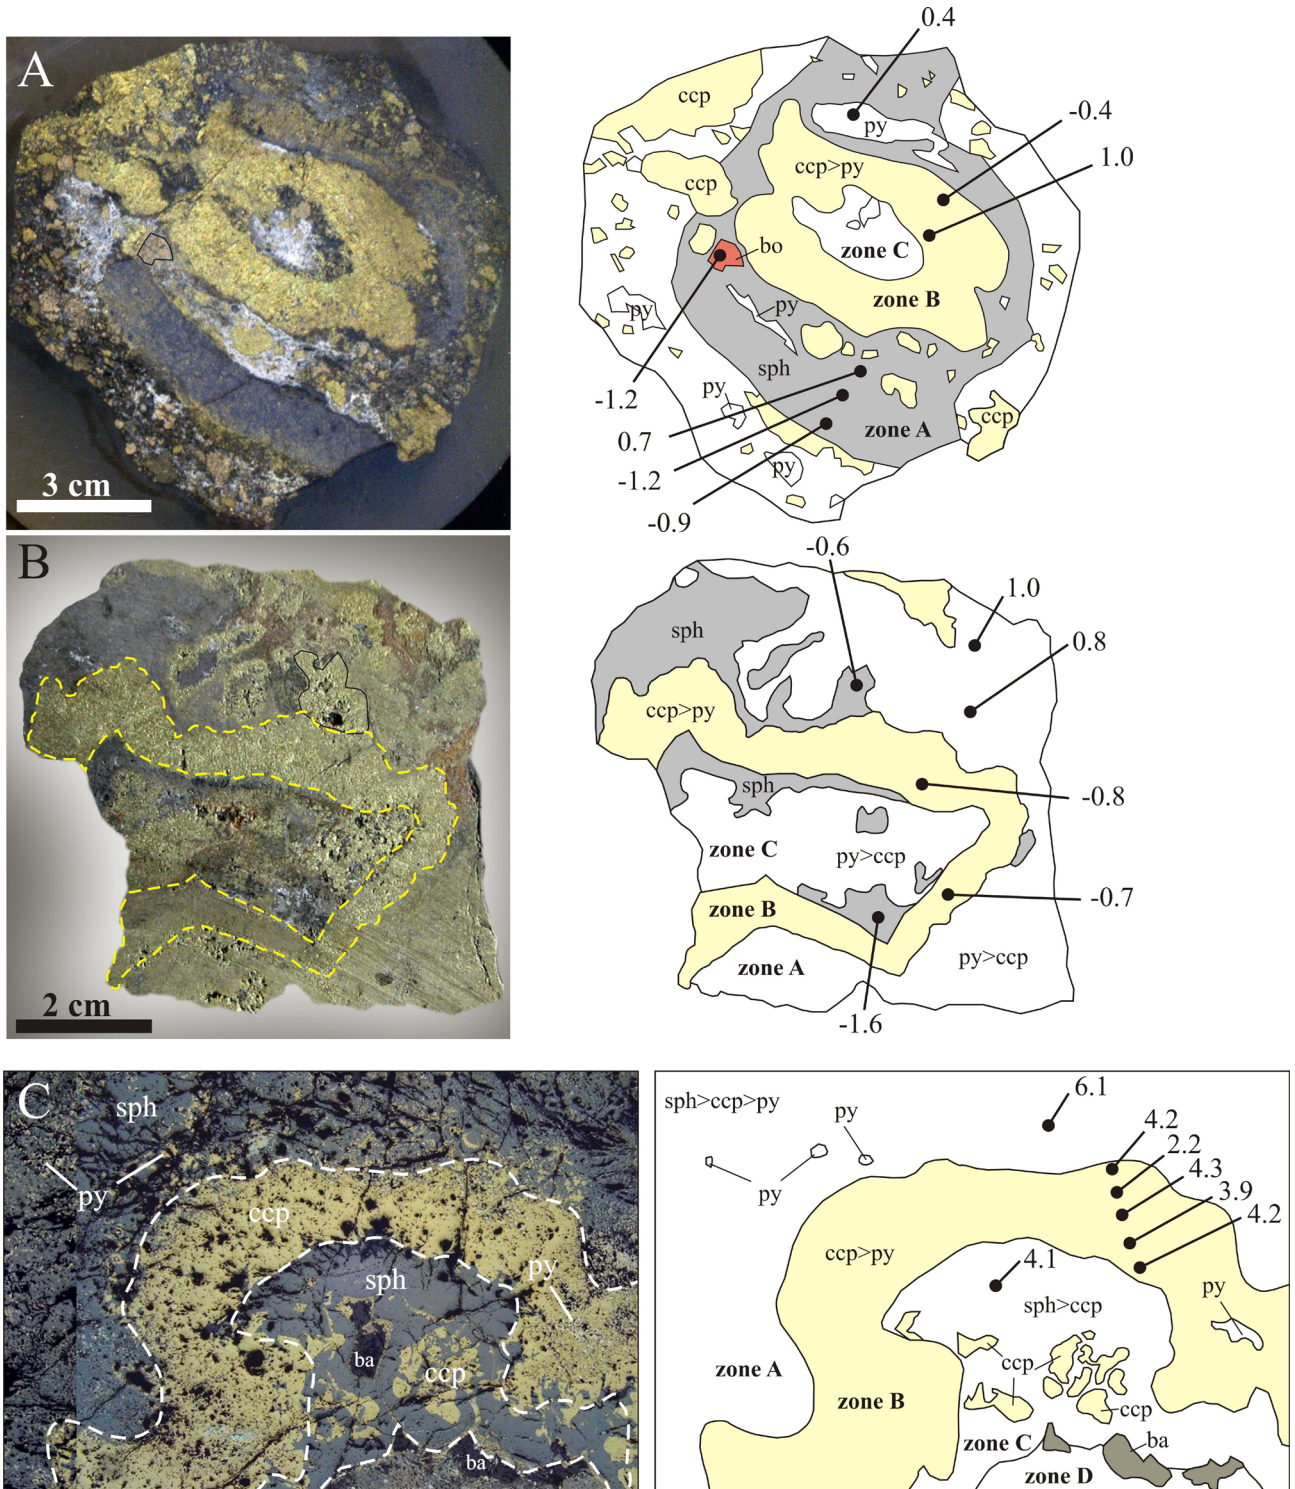 A
3 cm
0.4
ccp
py
-0.4
1.0
ccp>py
ccp
zone C
bo
zone B
py
py
sph
-1.2
py
0.7
zone A
ccp
-1.2
py
-0.9
B
2 cm
-0.6
1.0
0.8
sph
ccp>py
sph
-0.8
zone C
py>ccp
-0.7
zone B
zone A
py>ccp
-1.6
C
sph
py
ccp
sph
py
ba
ccp
ba
sph>ccp>py
6.1
py
4.2
2.2
4.3
py
3.9
4.2
ccp>py
4.1
py
sph>ccp
zone A
ccp
zone B
ccp
zone C
ba
zone D